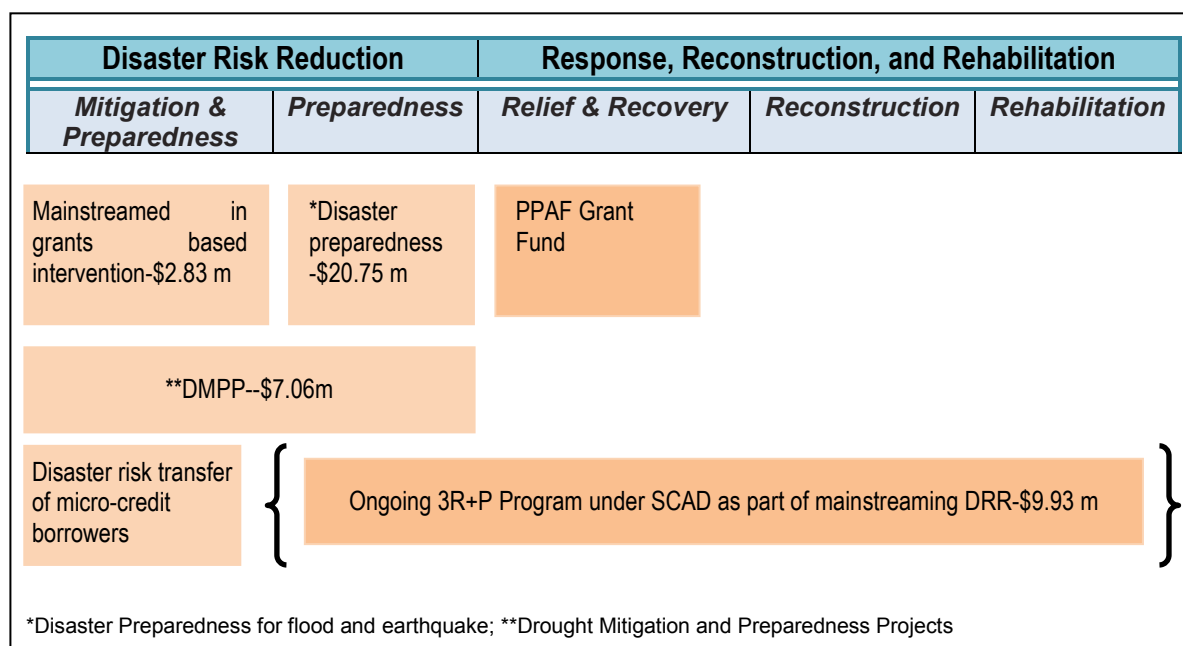 Disaster Risk Reduction
Response, Reconstruction, and Rehabilitation
Mitigation &
Preparedness
Preparedness
Relief & Recovery
Reconstruction
Rehabilitation
Mainstreamed in
grants based
intervention-$2.83 m
*Disaster
preparedness
-$20.75 m
PPAF Grant
Fund
**DMPP--$7.06m
Disaster risk transfer
of micro-credit
borrowers
Ongoing 3R+P Program under SCAD as part of mainstreaming DRR-$9.93 m
*Disaster Preparedness for flood and earthquake; **Drought Mitigation and Preparedness Projects